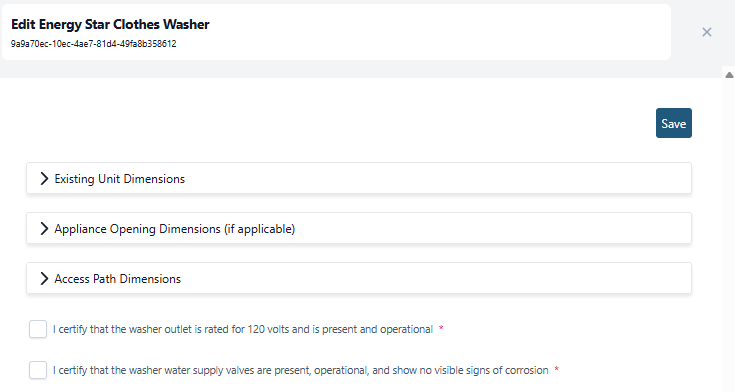 Edit Energy Star Clothes Washer
9a9a70ec-10ec-4ae7-81d4-49fa8b358612
Save
Existing Unit Dimensions
Appliance Opening Dimensions (if applicable)
Access Path Dimensions
I certify that the washer outlet is rated for 120 volts and is present and operational *
I certify that the washer water supply valves are present, operational, and show no visible signs of corrosion *